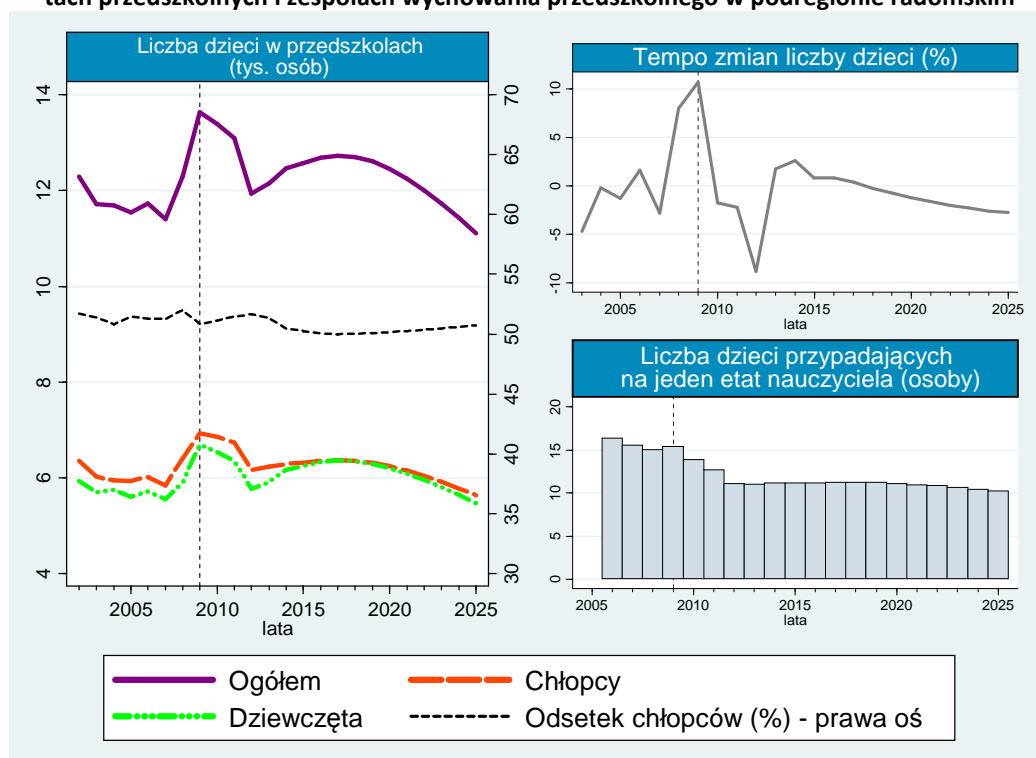 tach przedszkolnych i zespołach wychowania przedszkolnego w podregionie radomskim
Liczba dzieci w przedszkolach
(tys. osób)
14
12
10
8
6
4
70
65
60
55
50
45
40
35
30
2005 2010 2015 2020 2025
lata
Tempo zmian liczby dzieci (%)
10
5
0
-5
-10
2005 2010 2015 2020 2025
lata
Liczba dzieci przypadających
na jeden etat nauczyciela (osoby)
20
15
10
5
0
2005 2010 2015 2020 2025
lata
Ogółem Chłopcy
Dziewczęta Odsetek chłopców (%) - prawa oś